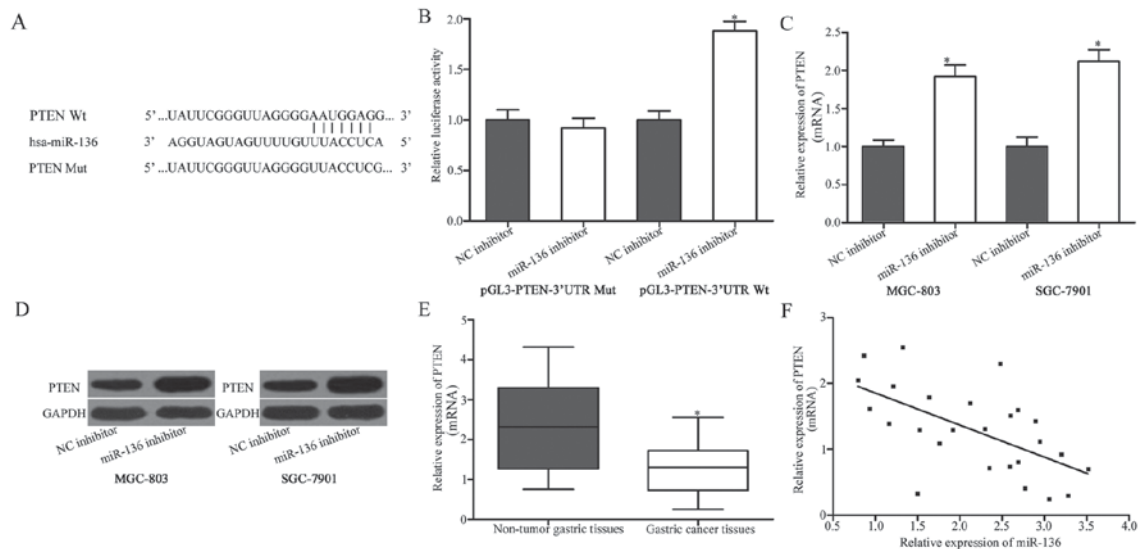 A
PTEN Wt 5’...UAUUCGGGUUAGGGGAAUGGAGG... 3’
hsa-miR-136 3’ AGGUAGUAGUUUUGUUUACCUCA 5’
PTEN Mut 5’...UAUUCGGGUUAGGGGUUACCUCG... 3’
B
Relative luciferase activity
2.0
1.5
1.0
0.5
0.0
*
NC inhibitor
miR-136 inhibitor
NC inhibitor
miR-136 inhibitor
pGL3-PTEN-3’UTR Mut
pGL3-PTEN-3’UTR Wt
C
Relative expression of PTEN
(mRNA)
2.5
2.0
1.5
1.0
0.5
0.0
*
*
NC inhibitor
miR-136 inhibitor
NC inhibitor
miR-136 inhibitor
MGC-803
SGC-7901
D
PTEN
GAPDH
NC inhibitor
miR-136 inhibitor
MGC-803
PTEN
GAPDH
NC inhibitor
miR-136 inhibitor
SGC-7901
E
Relative expression of PTEN
(mRNA)
5
4
3
2
1
0
*
Non-tumor gastric tissues
Gastric cancer tissues
F
Relative expression of PTEN
(mRNA)
3
2
1
0
0.5
1.0
1.5
2.0
2.5
3.0
3.5
4.0
Relative expression of miR-136